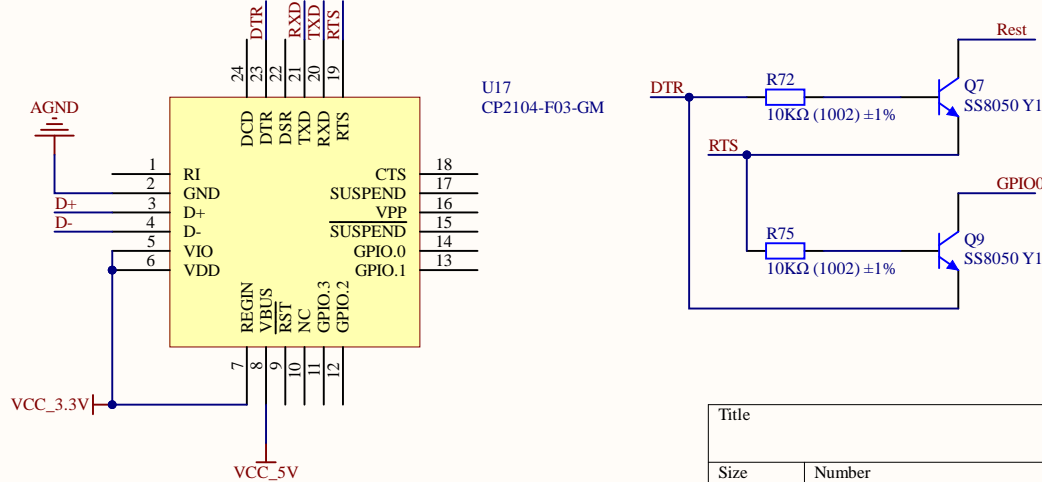 DTR
RXD
TXD
RTS
24
23
22
21
20
19
U17
CP2104-F03-GM
AGND
DCD
DTR
DSR
TXD
RXD
RTS
1 RI
2 GND
D+ 3 D+
D- 4 D-
5 VIO
6 VDD
CTS 18
SUSPEND 17
VPP 16
SUSPEND 15
GPIO.0 14
GPIO.1 13
REGIN
VBUS
RST
NC
GPIO.3
GPIO.2
7
8
9
10
11
12
VCC_3.3V
VCC_5V
Rest
DTR
R72
10KΩ (1002) ±1%
Q7
SS8050 Y1
RTS
GPIO0
R75
10KΩ (1002) ±1%
Q9
SS8050 Y1
Title
Size
Number